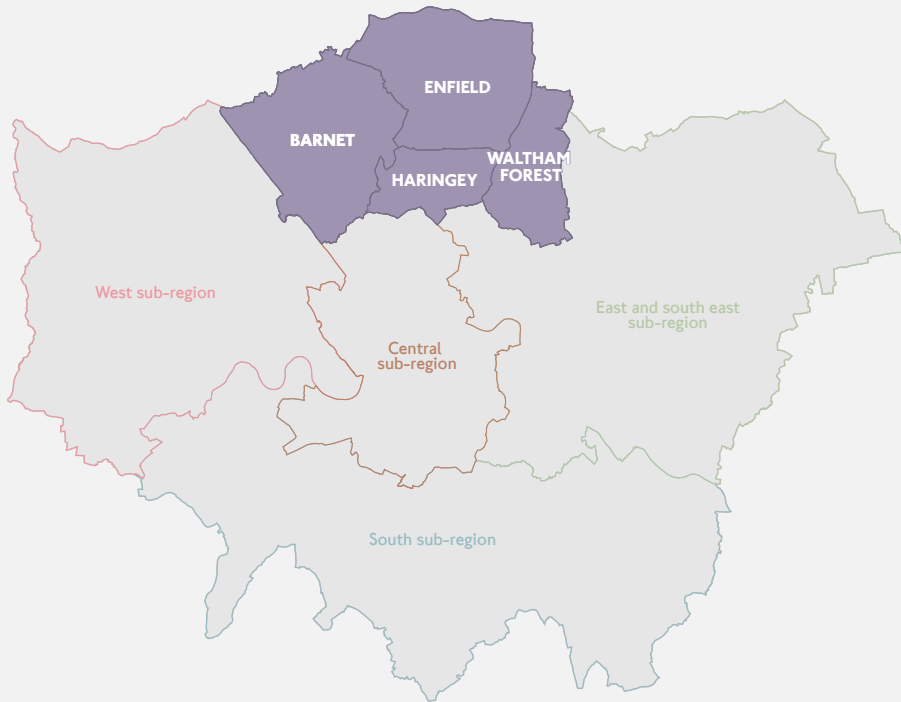 ENFIELD
BARNET
WALTHAM
FOREST
HARINGEY
West sub-region
East and south east
sub-region
Central
sub-region
South sub-region